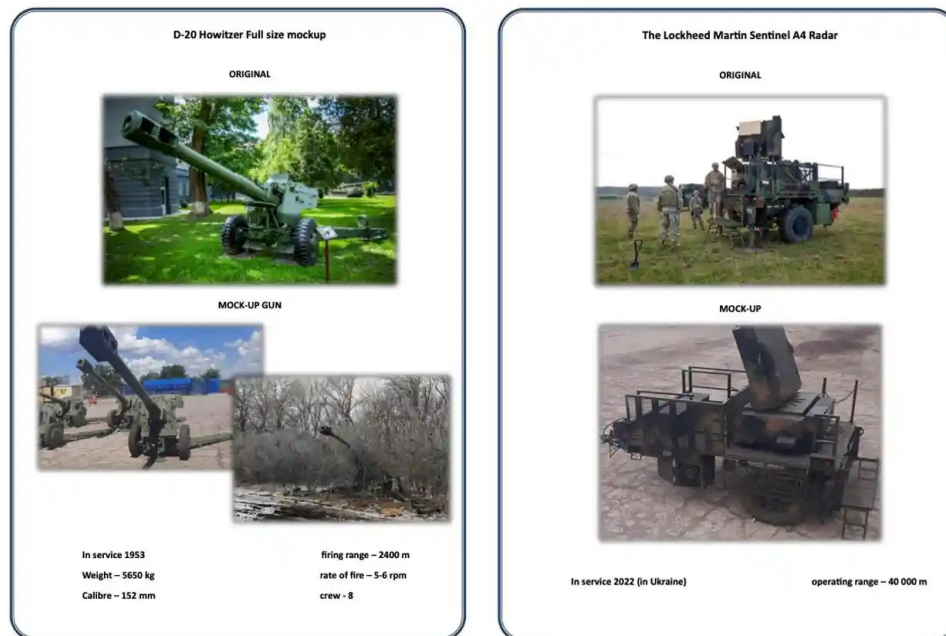 D-20 Howitzer Full size mockup
ORIGINAL
MOCK-UP GUN
In service 1953
firing range – 2400 m
Weight – 5650 kg
rate of fire – 5-6 rpm
Calibre – 152 mm
crew - 8
The Lockheed Martin Sentinel A4 Radar
ORIGINAL
MOCK-UP
In service 2022 (in Ukraine)
operating range – 40 000 m